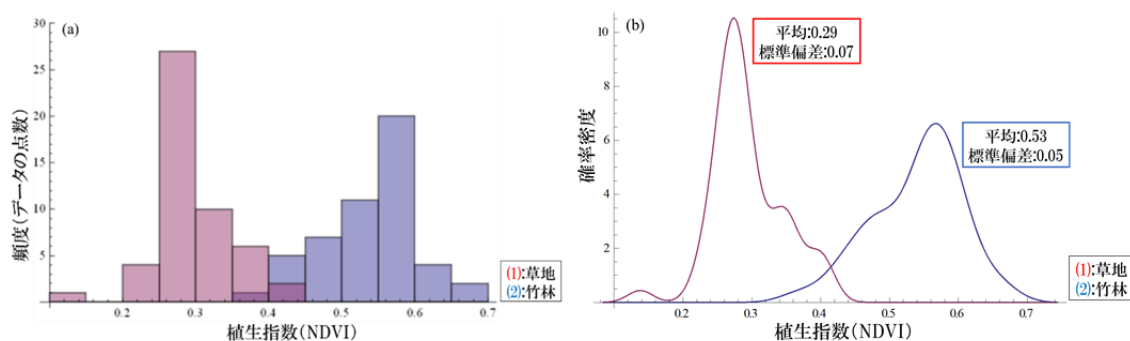 (a)
頻度(データの点数)
30
25
20
15
10
5
0
0.2
0.3
0.4
0.5
0.6
0.7
植生指数(NDVI)
(1):草地
(2):竹林
(b)
確率密度
10
8
6
4
2
0.2
0.3
0.4
0.5
0.6
0.7
植生指数(NDVI)
平均:0.29
標準偏差:0.07
平均:0.53
標準偏差:0.05
(1):草地
(2):竹林